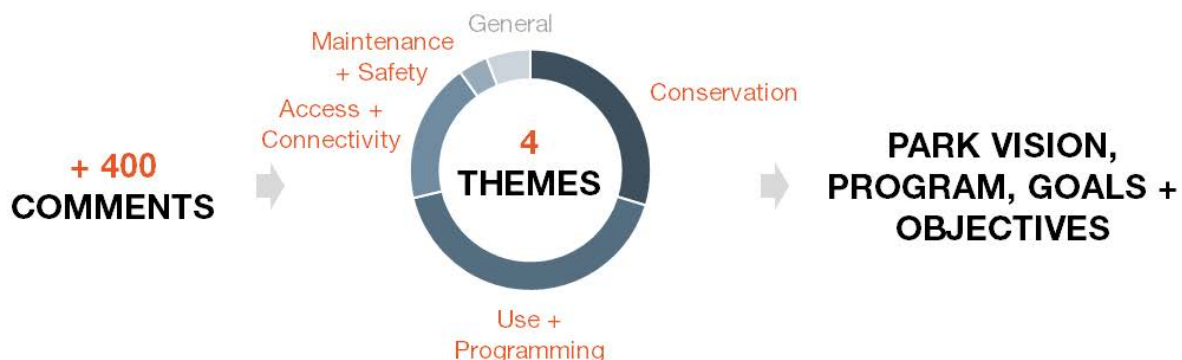 + 400
COMMENTS
General
Maintenance
+ Safety
Access +
Connectivity
Conservation
4
THEMES
Use +
Programming
PARK VISION,
PROGRAM, GOALS +
OBJECTIVES